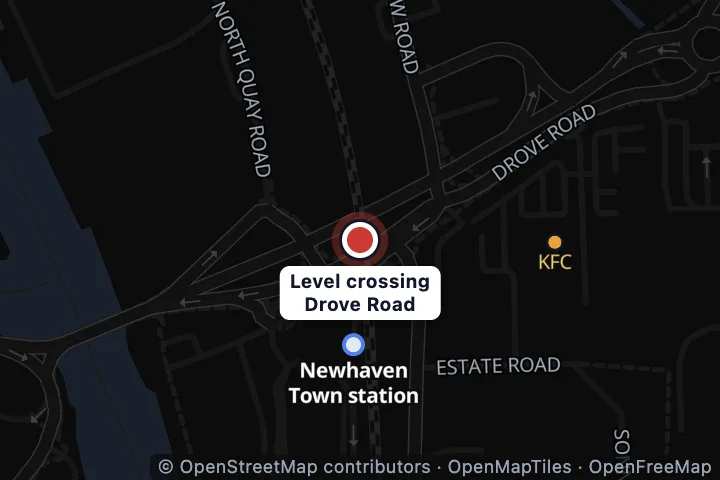 NORTH QUAY ROAD
W ROAD
DROVE ROAD
KFC
Level crossing
Drove Road
Newhaven
Town station
ESTATE ROAD
SON
© OpenStreetMap contributors · OpenMapTiles · OpenFreeMap